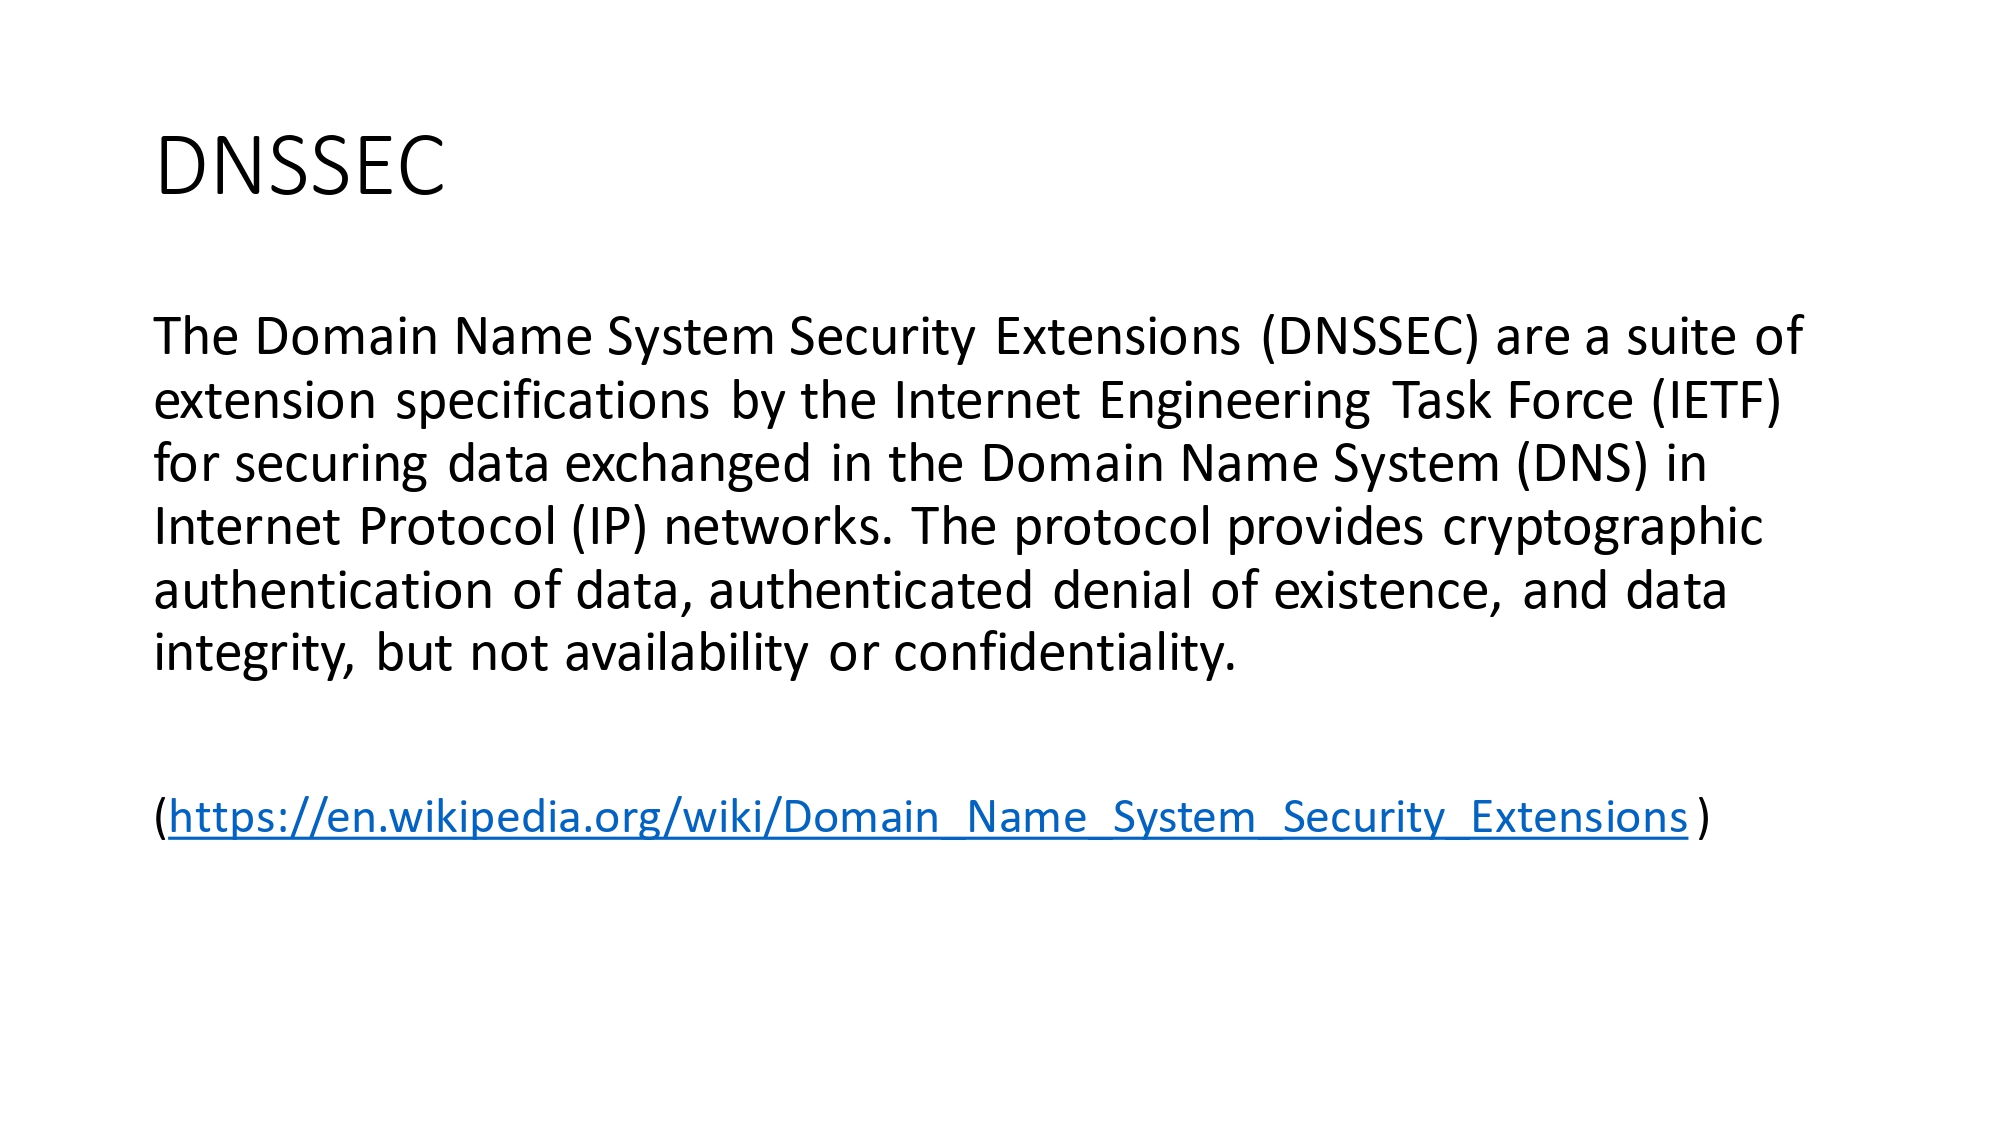 DNSSEC
The Domain Name System Security Extensions (DNSSEC) are a suite of
extension specifications by the Internet Engineering Task Force (IETF)
for securing data exchanged in the Domain Name System (DNS) in
Internet Protocol (IP) networks. The protocol provides cryptographic
authentication of data, authenticated denial of existence, and data
integrity, but not availability or confidentiality.
(https://en.wikipedia.org/wiki/Domain_Name_System_Security_Extensions )